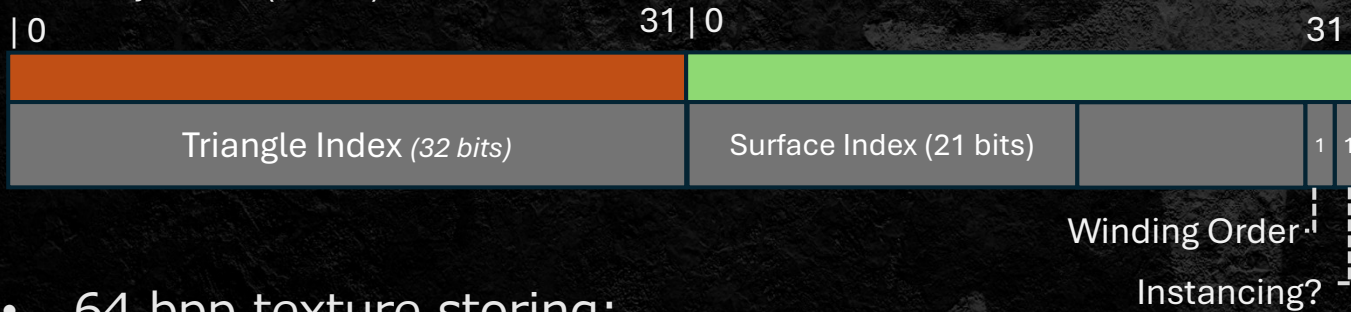 |0 31|0 31
Triangle Index (32 bits) Surface Index (21 bits) 1 1
Winding Order
Instancing?
• 64 bpp texture storing: